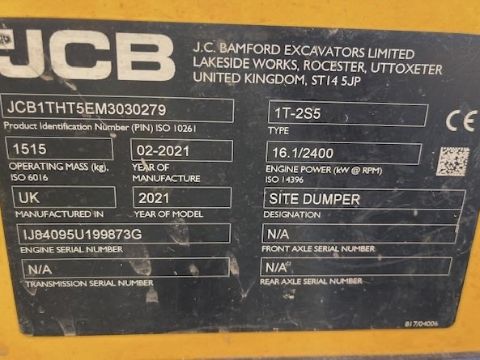 JCB
J.C. BAMFORD EXCAVATORS LIMITED
LAKESIDE WORKS, ROCESTER, UTTOXETER
UNITED KINGDOM, ST14 5JP
JCB1THT5EM3030279
1T-2S5
Product Identification Number (PIN) ISO 10261
TYPE
CE
1515
02-2021
16.1/2400
OPERATING MASS (kg),
ISO 6016
YEAR OF
MANUFACTURE
ENGINE POWER (kW @ RPM)
ISO 14396
UK
2021
SITE DUMPER
MANUFACTURED IN
YEAR OF MODEL
DESIGNATION
IJ84095U199873G
N/A
ENGINE SERIAL NUMBER
FRONT AXLE SERIAL NUMBER
N/A
N/A
TRANSMISSION SERIAL NUMBER
REAR AXLE SERIAL NUMBER
817/04006